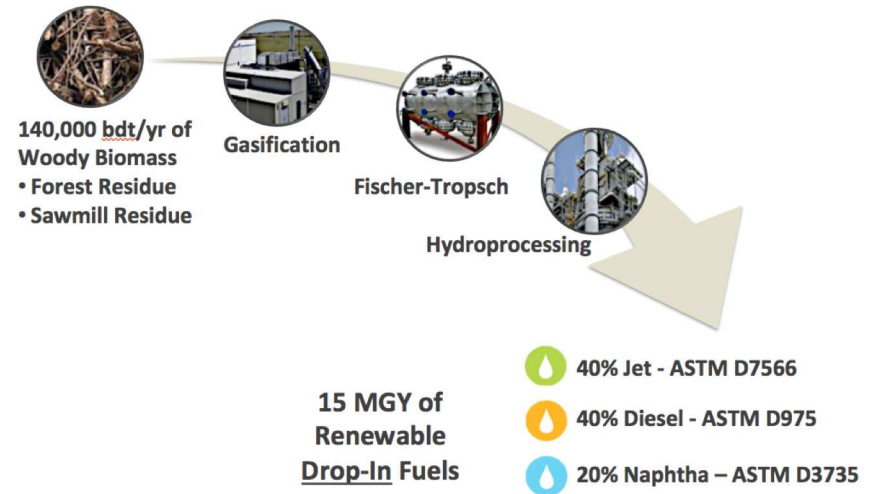 140,000 bdt/yr of
Woody Biomass
• Forest Residue
• Sawmill Residue
Gasification
Fischer-Tropsch
Hydroprocessing
15 MGY of
Renewable
Drop-In Fuels
40% Jet - ASTM D7566
40% Diesel - ASTM D975
20% Naphtha – ASTM D3735